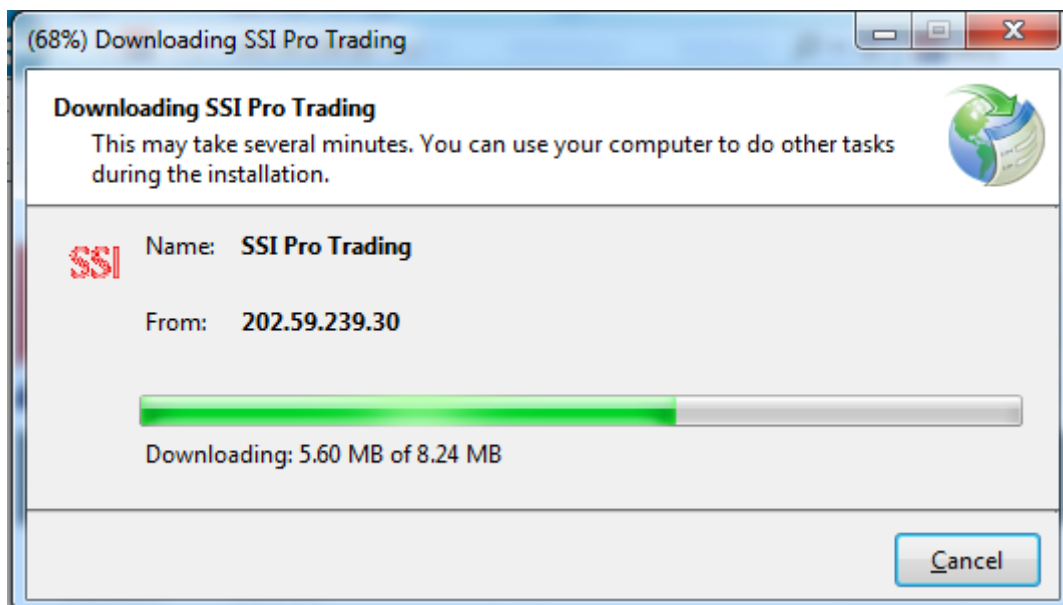 (68%) Downloading SSI Pro Trading
Downloading SSI Pro Trading
This may take several minutes. You can use your computer to do other tasks
during the installation.
SSI
Name: SSI Pro Trading
From: 202.59.239.30
Downloading: 5.60 MB of 8.24 MB
Cancel